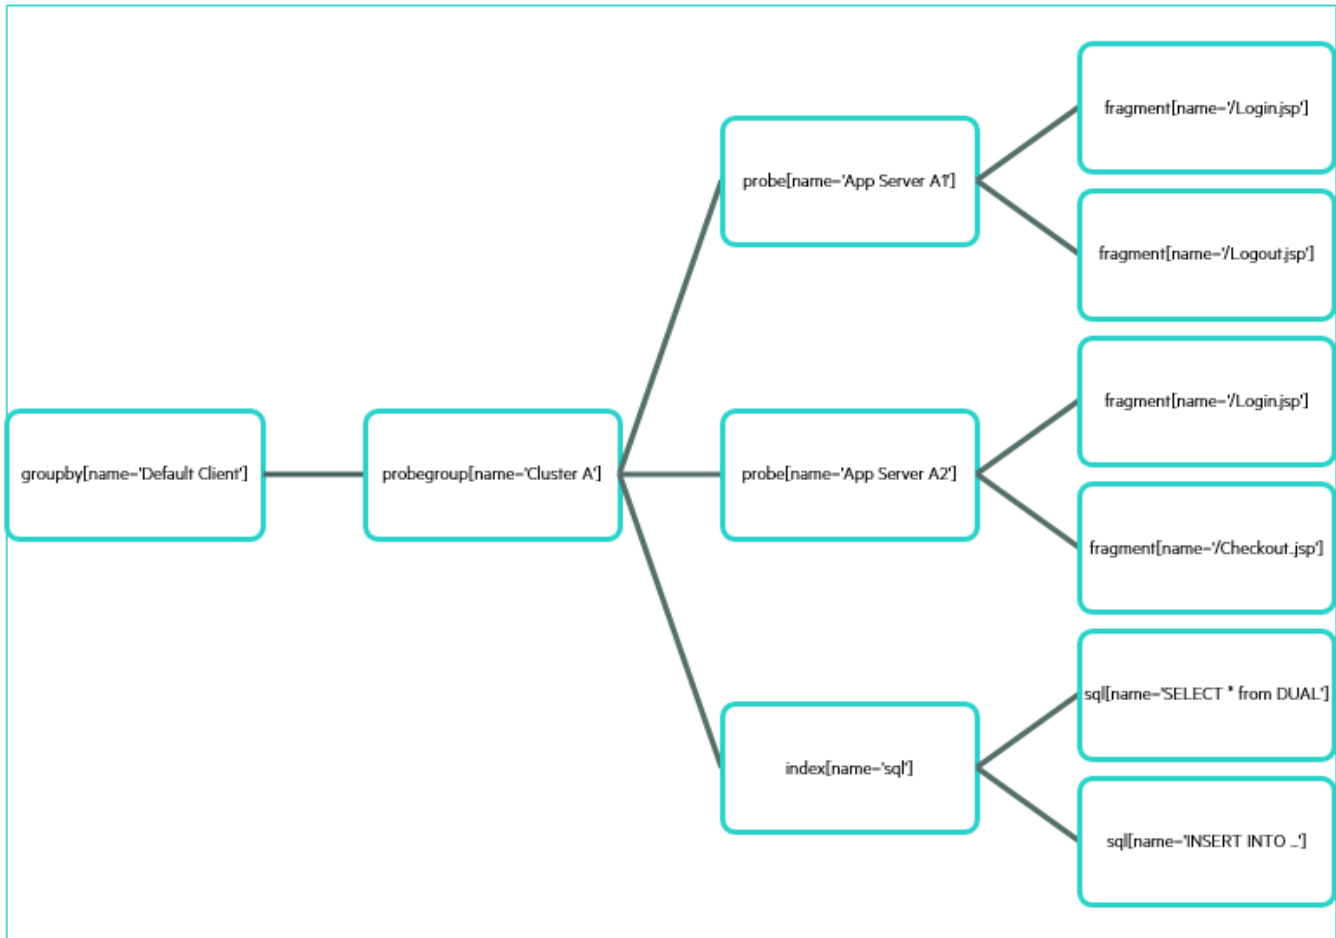 groupby[name='Default Client']
probegroup[name='Cluster A']
probe[name='App Server A1']
fragment[name='/Login.jsp']
fragment[name='/Logout.jsp']
probe[name='App Server A2']
fragment[name='/Login.jsp']
fragment[name='/Checkout..jsp']
index[name='sql']
sql[name='SELECT * from DUAL']
sql[name='INSERT INTO ...']